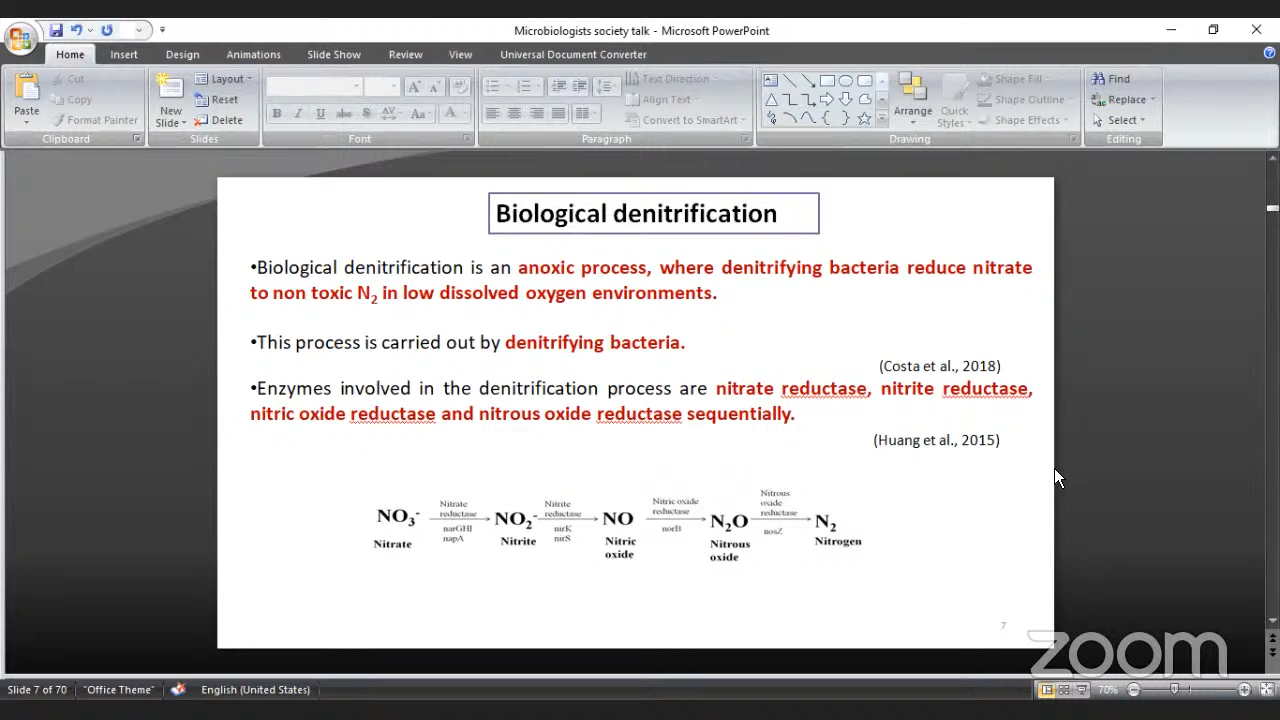 Microbiologists society talk - Microsoft PowerPoint
Home Insert Design Animations Slide Show Review View Universal Document Converter
Paste
Cut
Copy
Format Painter
Clipboard
New Slide
Layout
Reset
Delete
Slides
B I U abc S AV Aa A
Font
Text Direction
Align Text
Convert to SmartArt
Paragraph
Arrange
Quick Styles
Shape Fill
Shape Outline
Shape Effects
Drawing
Find
Replace
Select
Editing
Biological denitrification
•Biological denitrification is an anoxic process, where denitrifying bacteria reduce nitrate
to non toxic N2 in low dissolved oxygen environments.
•This process is carried out by denitrifying bacteria.
(Costa et al., 2018)
•Enzymes involved in the denitrification process are nitrate reductase, nitrite reductase,
nitric oxide reductase and nitrous oxide reductase sequentially.
(Huang et al., 2015)
NO3- Nitrate
Nitrate reductase
narGHI
napA
NO2- Nitrite
Nitrite reductase
nirK
nirS
NO Nitric oxide
Nitric oxide reductase
norB
N2O Nitrous oxide
Nitrous oxide reductase
nosZ
N2 Nitrogen
7
zoom
Slide 7 of 70 "Office Theme" English (United States) 70%